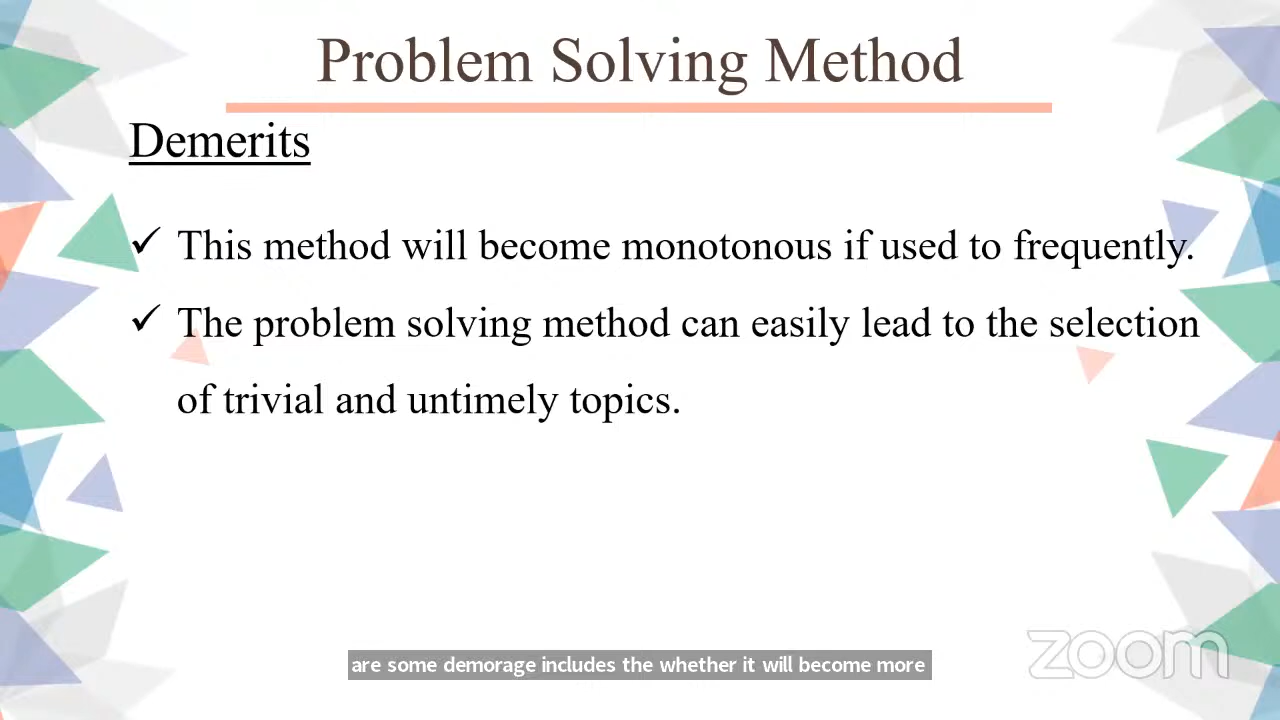 Problem Solving Method
Demerits
✓ This method will become monotonous if used to frequently.
✓ The problem solving method can easily lead to the selection
of trivial and untimely topics.
are some demorage includes the whether it will become more
zoom